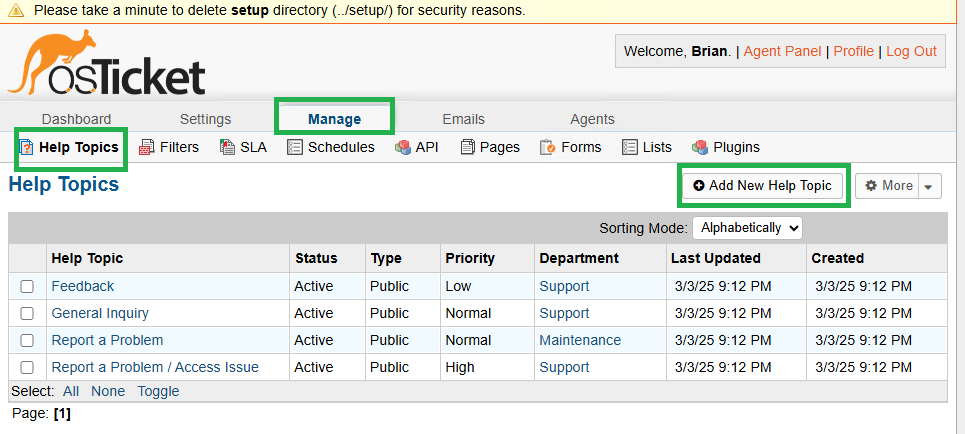 Please take a minute to delete setup directory (../setup/) for security reasons.
osTicket
Welcome, Brian. | Agent Panel | Profile | Log Out
Dashboard Settings Manage Emails Agents
Help Topics Filters SLA Schedules API Pages Forms Lists Plugins
Help Topics Add New Help Topic More
Sorting Mode: Alphabetically
Help Topic Status Type Priority Department Last Updated Created
Feedback Active Public Low Support 3/3/25 9:12 PM 3/3/25 9:12 PM
General Inquiry Active Public Normal Support 3/3/25 9:12 PM 3/3/25 9:12 PM
Report a Problem Active Public Normal Maintenance 3/3/25 9:12 PM 3/3/25 9:12 PM
Report a Problem / Access Issue Active Public High Support 3/3/25 9:12 PM 3/3/25 9:12 PM
Select: All None Toggle
Page: [1]